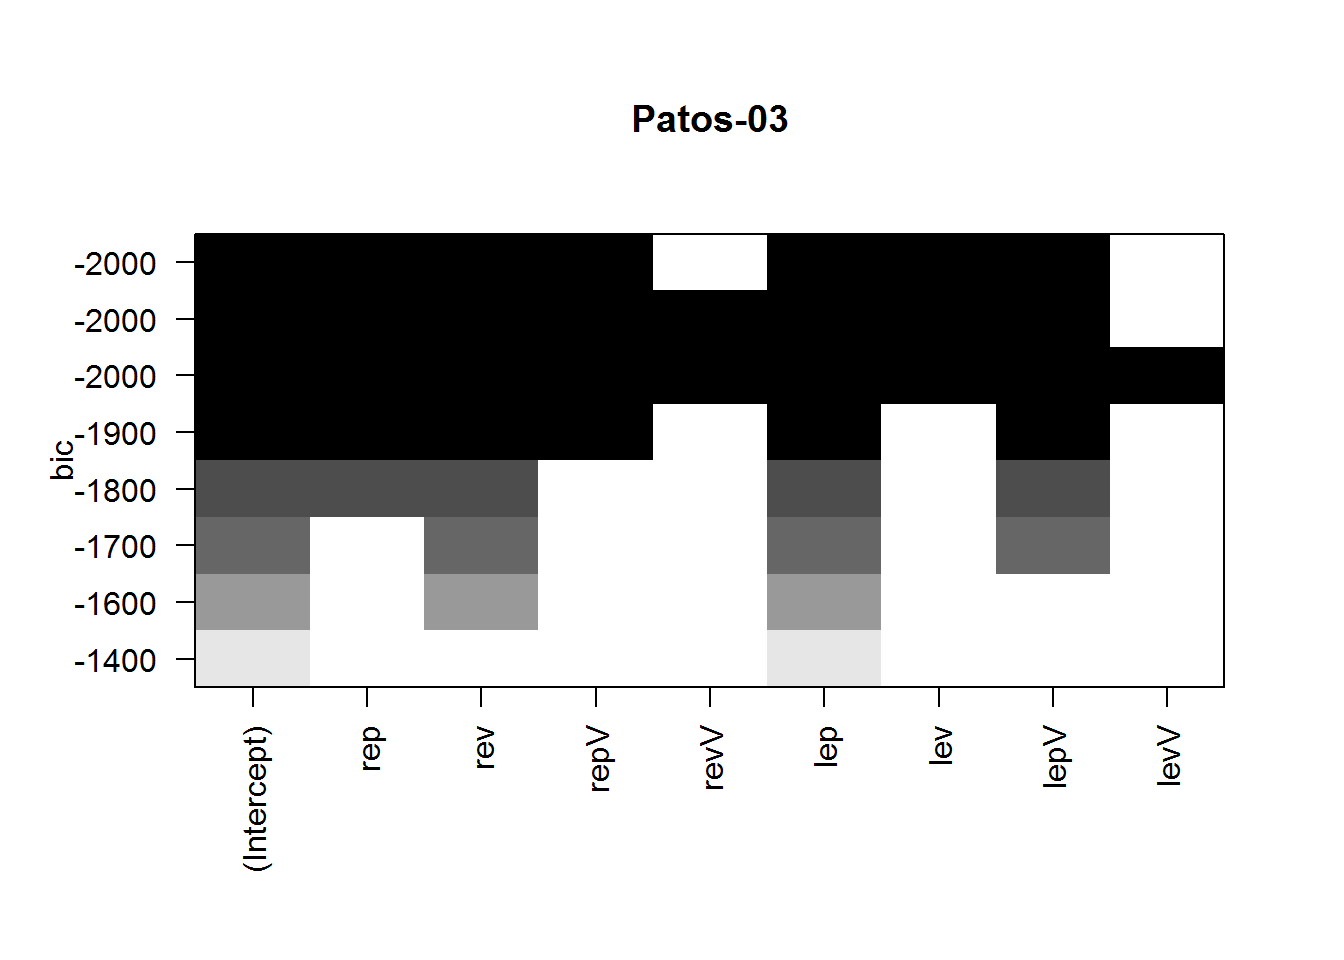 Patos-03
bic
-2000
-2000
-2000
-1900
-1800
-1700
-1600
-1400
(Intercept)
rep
rev
repV
revV
lep
lev
lepV
levV